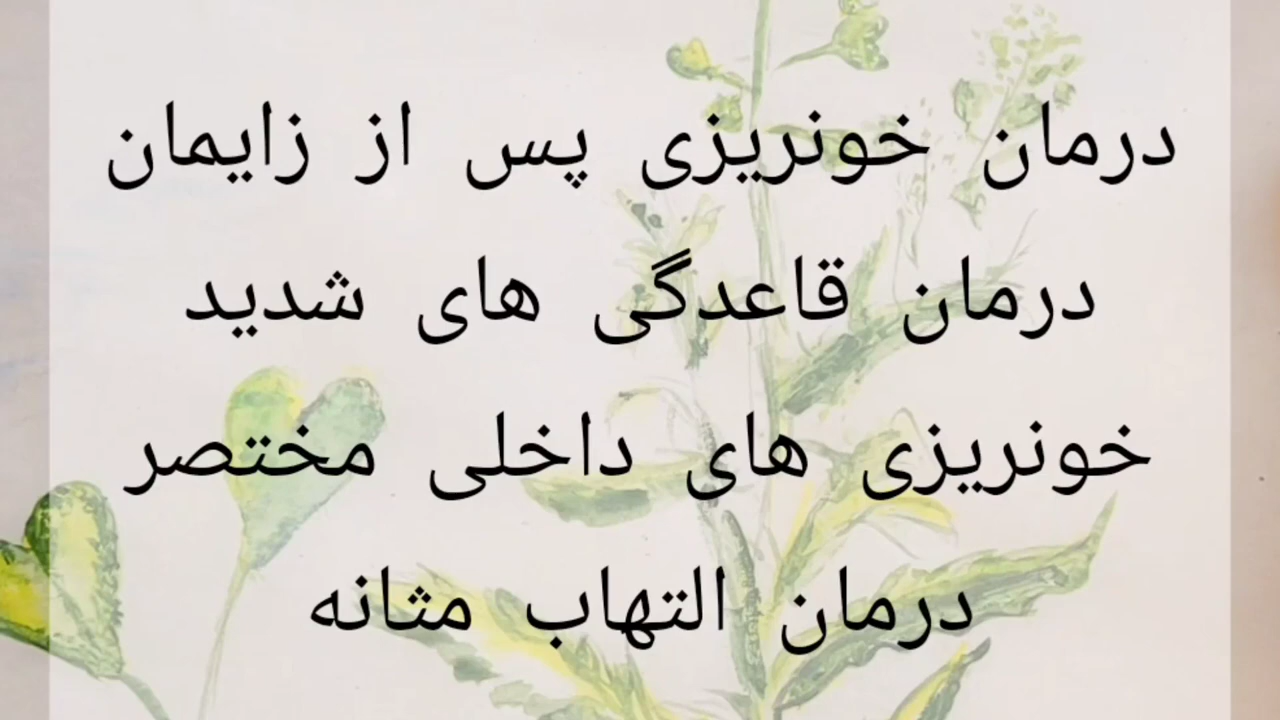 درمان خونریزی پس از زایمان
درمان قاعدگی های شدید
خونریزی های داخلی مختصر
درمان التهاب مثانه